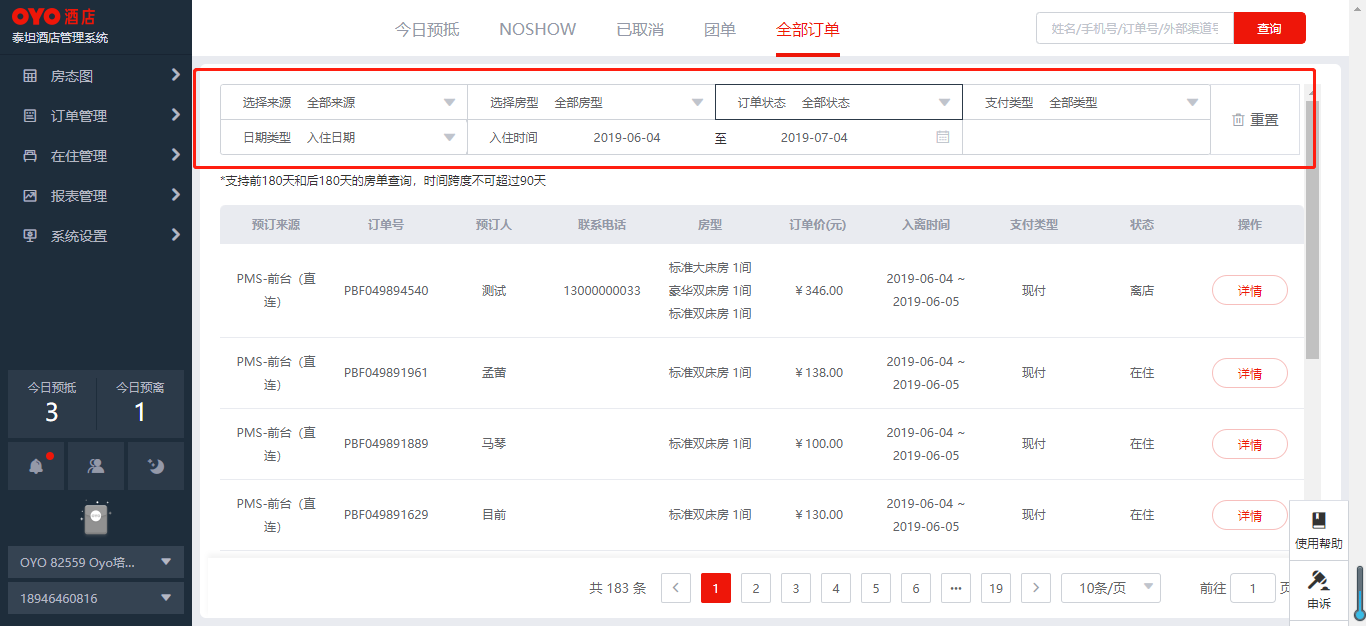 OYO 酒店
泰坦酒店管理系统
房态图
订单管理
在住管理
报表管理
系统设置
今日预抵 今日预离
3 1
OYO 82559 Oyo培...
18946460816
今日预抵 NOSHOW 已取消 团单 全部订单
姓名/手机号/订单号/外部渠道号 查询
选择来源 全部来源 选择房型 全部房型 订单状态 全部状态 支付类型 全部类型
日期类型 入住日期 入住时间 2019-06-04 至 2019-07-04
重置
*支持前180天和后180天的房单查询，时间跨度不可超过90天
预订来源 订单号 预订人 联系电话 房型 订单价(元) 入离时间 支付类型 状态 操作
PMS-前台（直
连）
PBF049894540 测试 13000000033
标准大床房 1间
豪华双床房 1间
标准双床房 1间
￥346.00
2019-06-04 ~
2019-06-05
现付 离店 详情
PMS-前台（直
连）
PBF049891961 孟蕾 标准双床房 1间 ￥138.00
2019-06-04 ~
2019-06-05
现付 在住 详情
PMS-前台（直
连）
PBF049891889 马琴 标准双床房 1间 ￥100.00
2019-06-04 ~
2019-06-05
现付 在住 详情
PMS-前台（直
连）
PBF049891629 目前 标准双床房 1间 ￥130.00
2019-06-04 ~
2019-06-05
现付 在住 详情
共 183 条 1 2 3 4 5 6 ••• 19 10条/页 前往 1 页
使用帮助
申诉